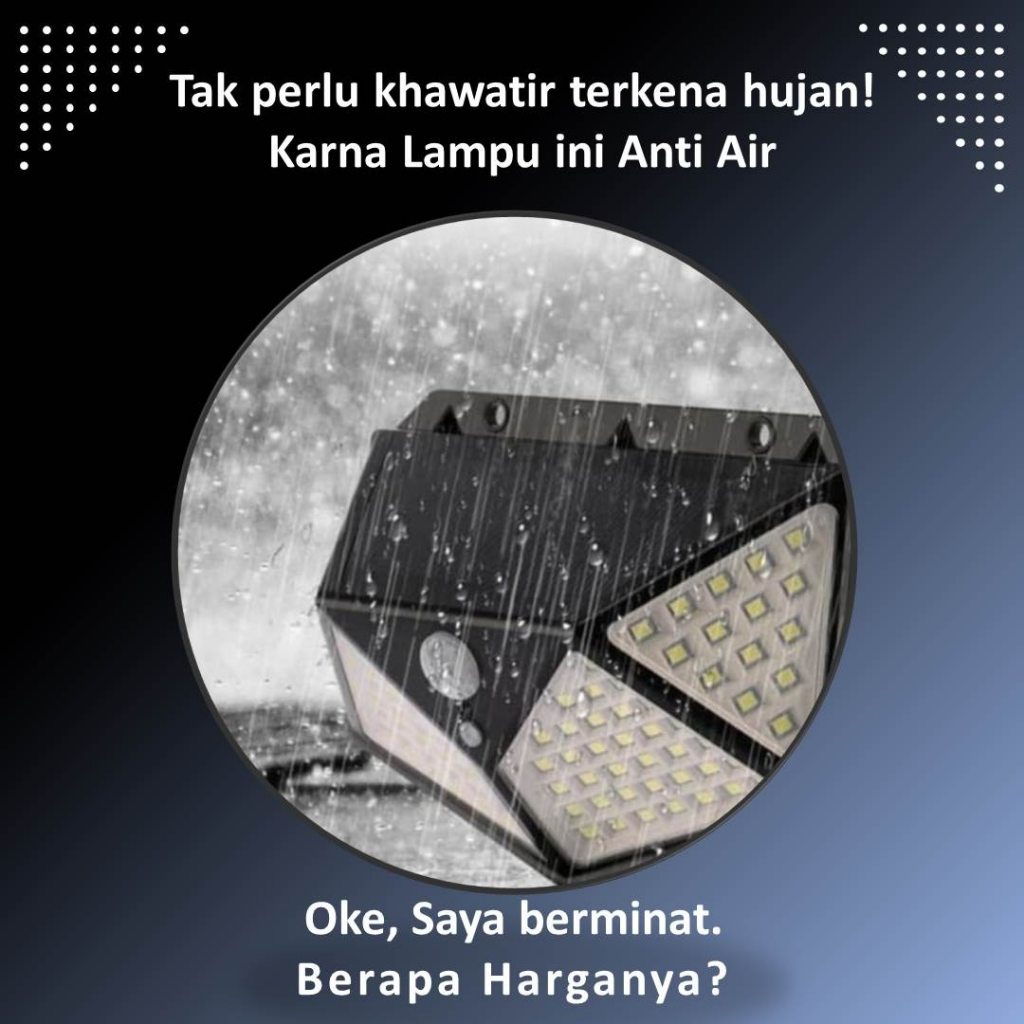 Tak perlu khawatir terkena hujan!
Karna Lampu ini Anti Air
Oke, Saya berminat.
Berapa Harganya?